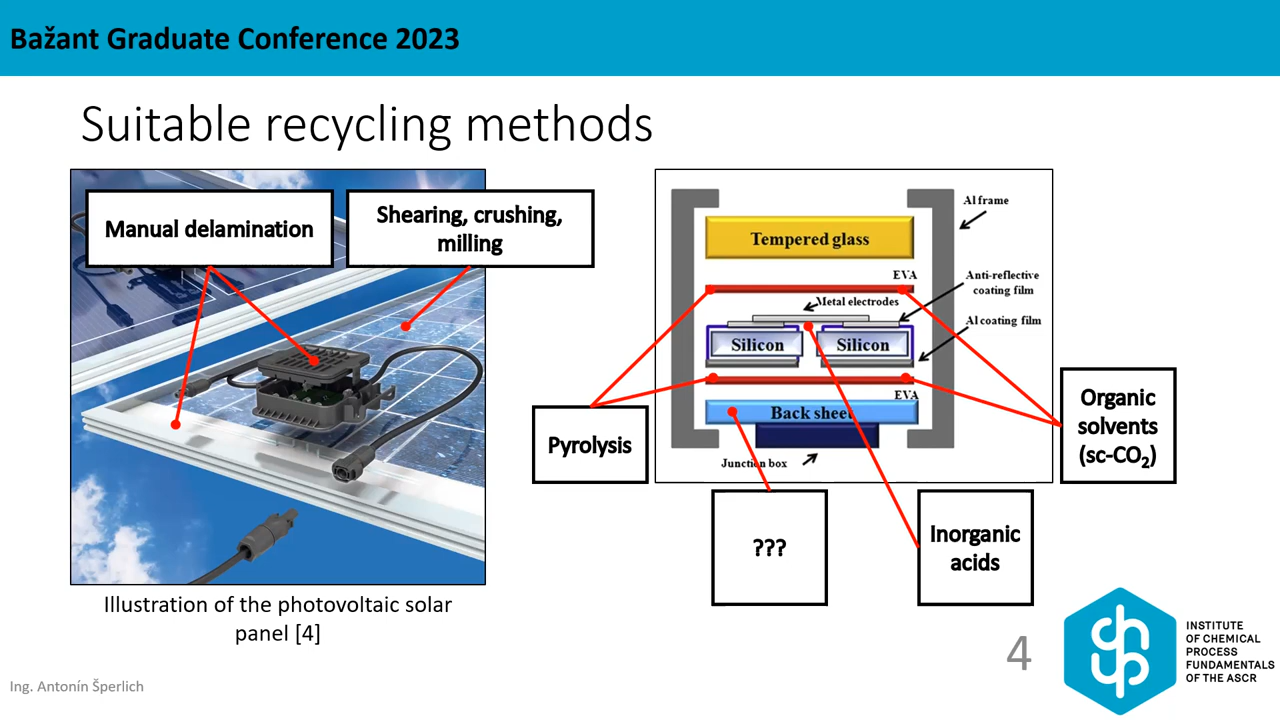 Bažant Graduate Conference 2023
Suitable recycling methods
Manual delamination
Shearing, crushing,
milling
Illustration of the photovoltaic solar
panel [4]
Al frame
Tempered glass
EVA
Anti-reflective
coating film
Metal electrodes
Al coating film
Silicon
Silicon
EVA
Back sheet
Junction box
Pyrolysis
Organic
solvents
(sc-CO₂)
???
Inorganic
acids
4
INSTITUTE
OF CHEMICAL
PROCESS
FUNDAMENTALS
OF THE ASCR
Ing. Antonín Šperlich